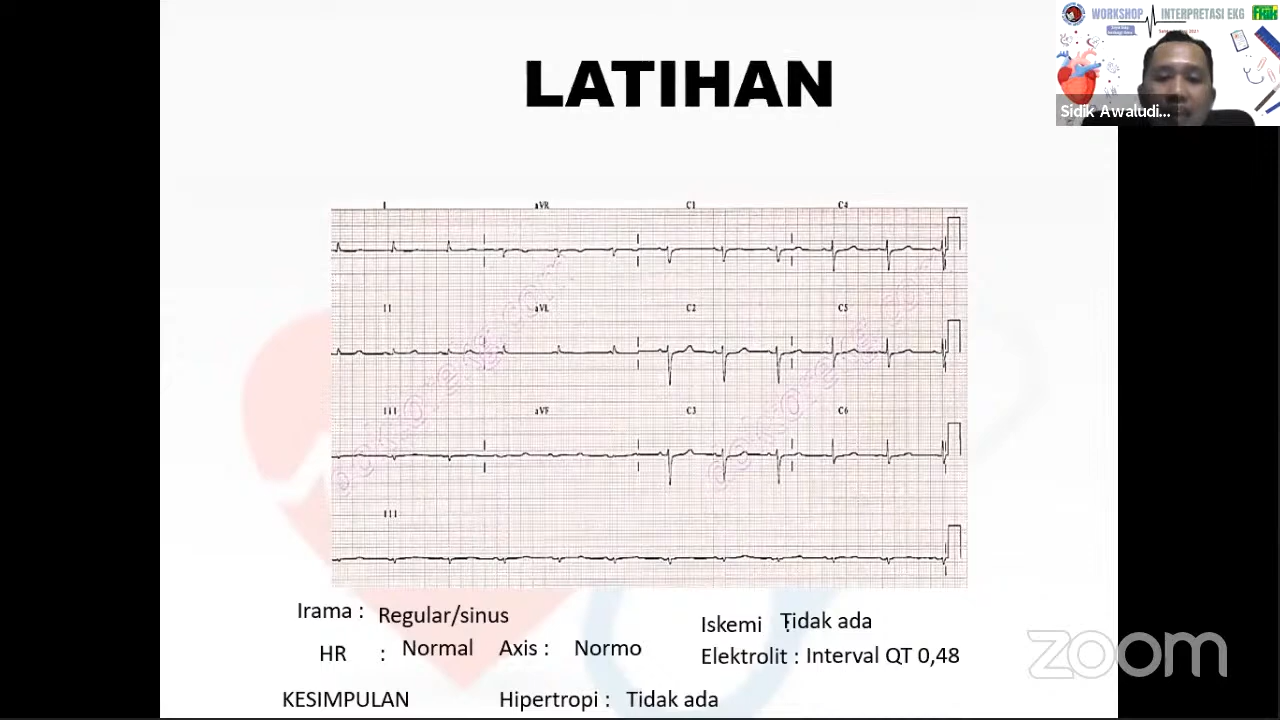 WORKSHOP INTERPRETASI EKG
Sidik Awaludi...
LATIHAN
I aVR C1 C4
II aVL C2 C5
III aVF C3 C6
III
Irama : Regular/sinus
Iskemi : Tidak ada
HR : Normal Axis : Normo
Elektrolit : Interval QT 0,48
KESIMPULAN Hipertropi : Tidak ada
zoom